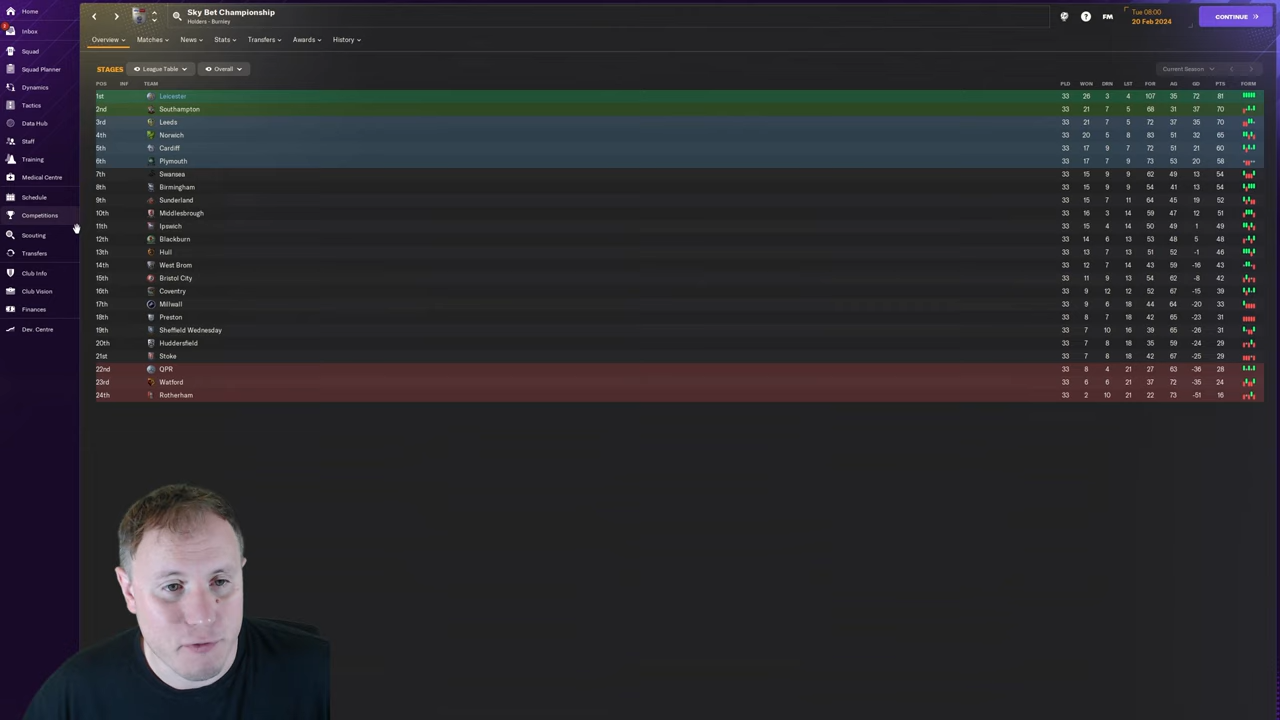 Home
Inbox
Squad
Squad Planner
Dynamics
Tactics
Data Hub
Staff
Training
Medical Centre
Schedule
Competitions
Scouting
Transfers
Club Info
Club Vision
Finances
Dev. Centre
Sky Bet Championship
Holders - Burnley
FM
Tue 08:00
20 Feb 2024
CONTINUE
Overview Matches News Stats Transfers Awards History
STAGES League Table Overall Current Season
POS INF TEAM PLD WON DRN LST FOR AG GD PTS FORM
1st Leicester 33 26 3 4 107 35 72 81
2nd Southampton 33 21 7 5 68 31 37 70
3rd Leeds 33 21 7 5 72 37 35 70
4th Norwich 33 20 5 8 83 51 32 65
5th Cardiff 33 17 9 7 72 51 21 60
6th Plymouth 33 17 7 9 73 53 20 58
7th Swansea 33 15 9 9 62 49 13 54
8th Birmingham 33 15 9 9 54 41 13 54
9th Sunderland 33 15 7 11 64 45 19 52
10th Middlesbrough 33 16 3 14 59 47 12 51
11th Ipswich 33 15 4 14 50 49 1 49
12th Blackburn 33 14 6 13 53 48 5 48
13th Hull 33 13 7 13 51 52 -1 46
14th West Brom 33 12 7 14 43 59 -16 43
15th Bristol City 33 11 9 13 54 62 -8 42
16th Coventry 33 9 12 12 52 67 -15 39
17th Millwall 33 9 6 18 44 64 -20 33
18th Preston 33 8 7 18 42 65 -23 31
19th Sheffield Wednesday 33 7 10 16 39 65 -26 31
20th Huddersfield 33 7 8 18 35 59 -24 29
21st Stoke 33 7 8 18 42 67 -25 29
22nd QPR 33 8 4 21 27 63 -36 28
23rd Watford 33 6 6 21 37 72 -35 24
24th Rotherham 33 2 10 21 22 73 -51 16